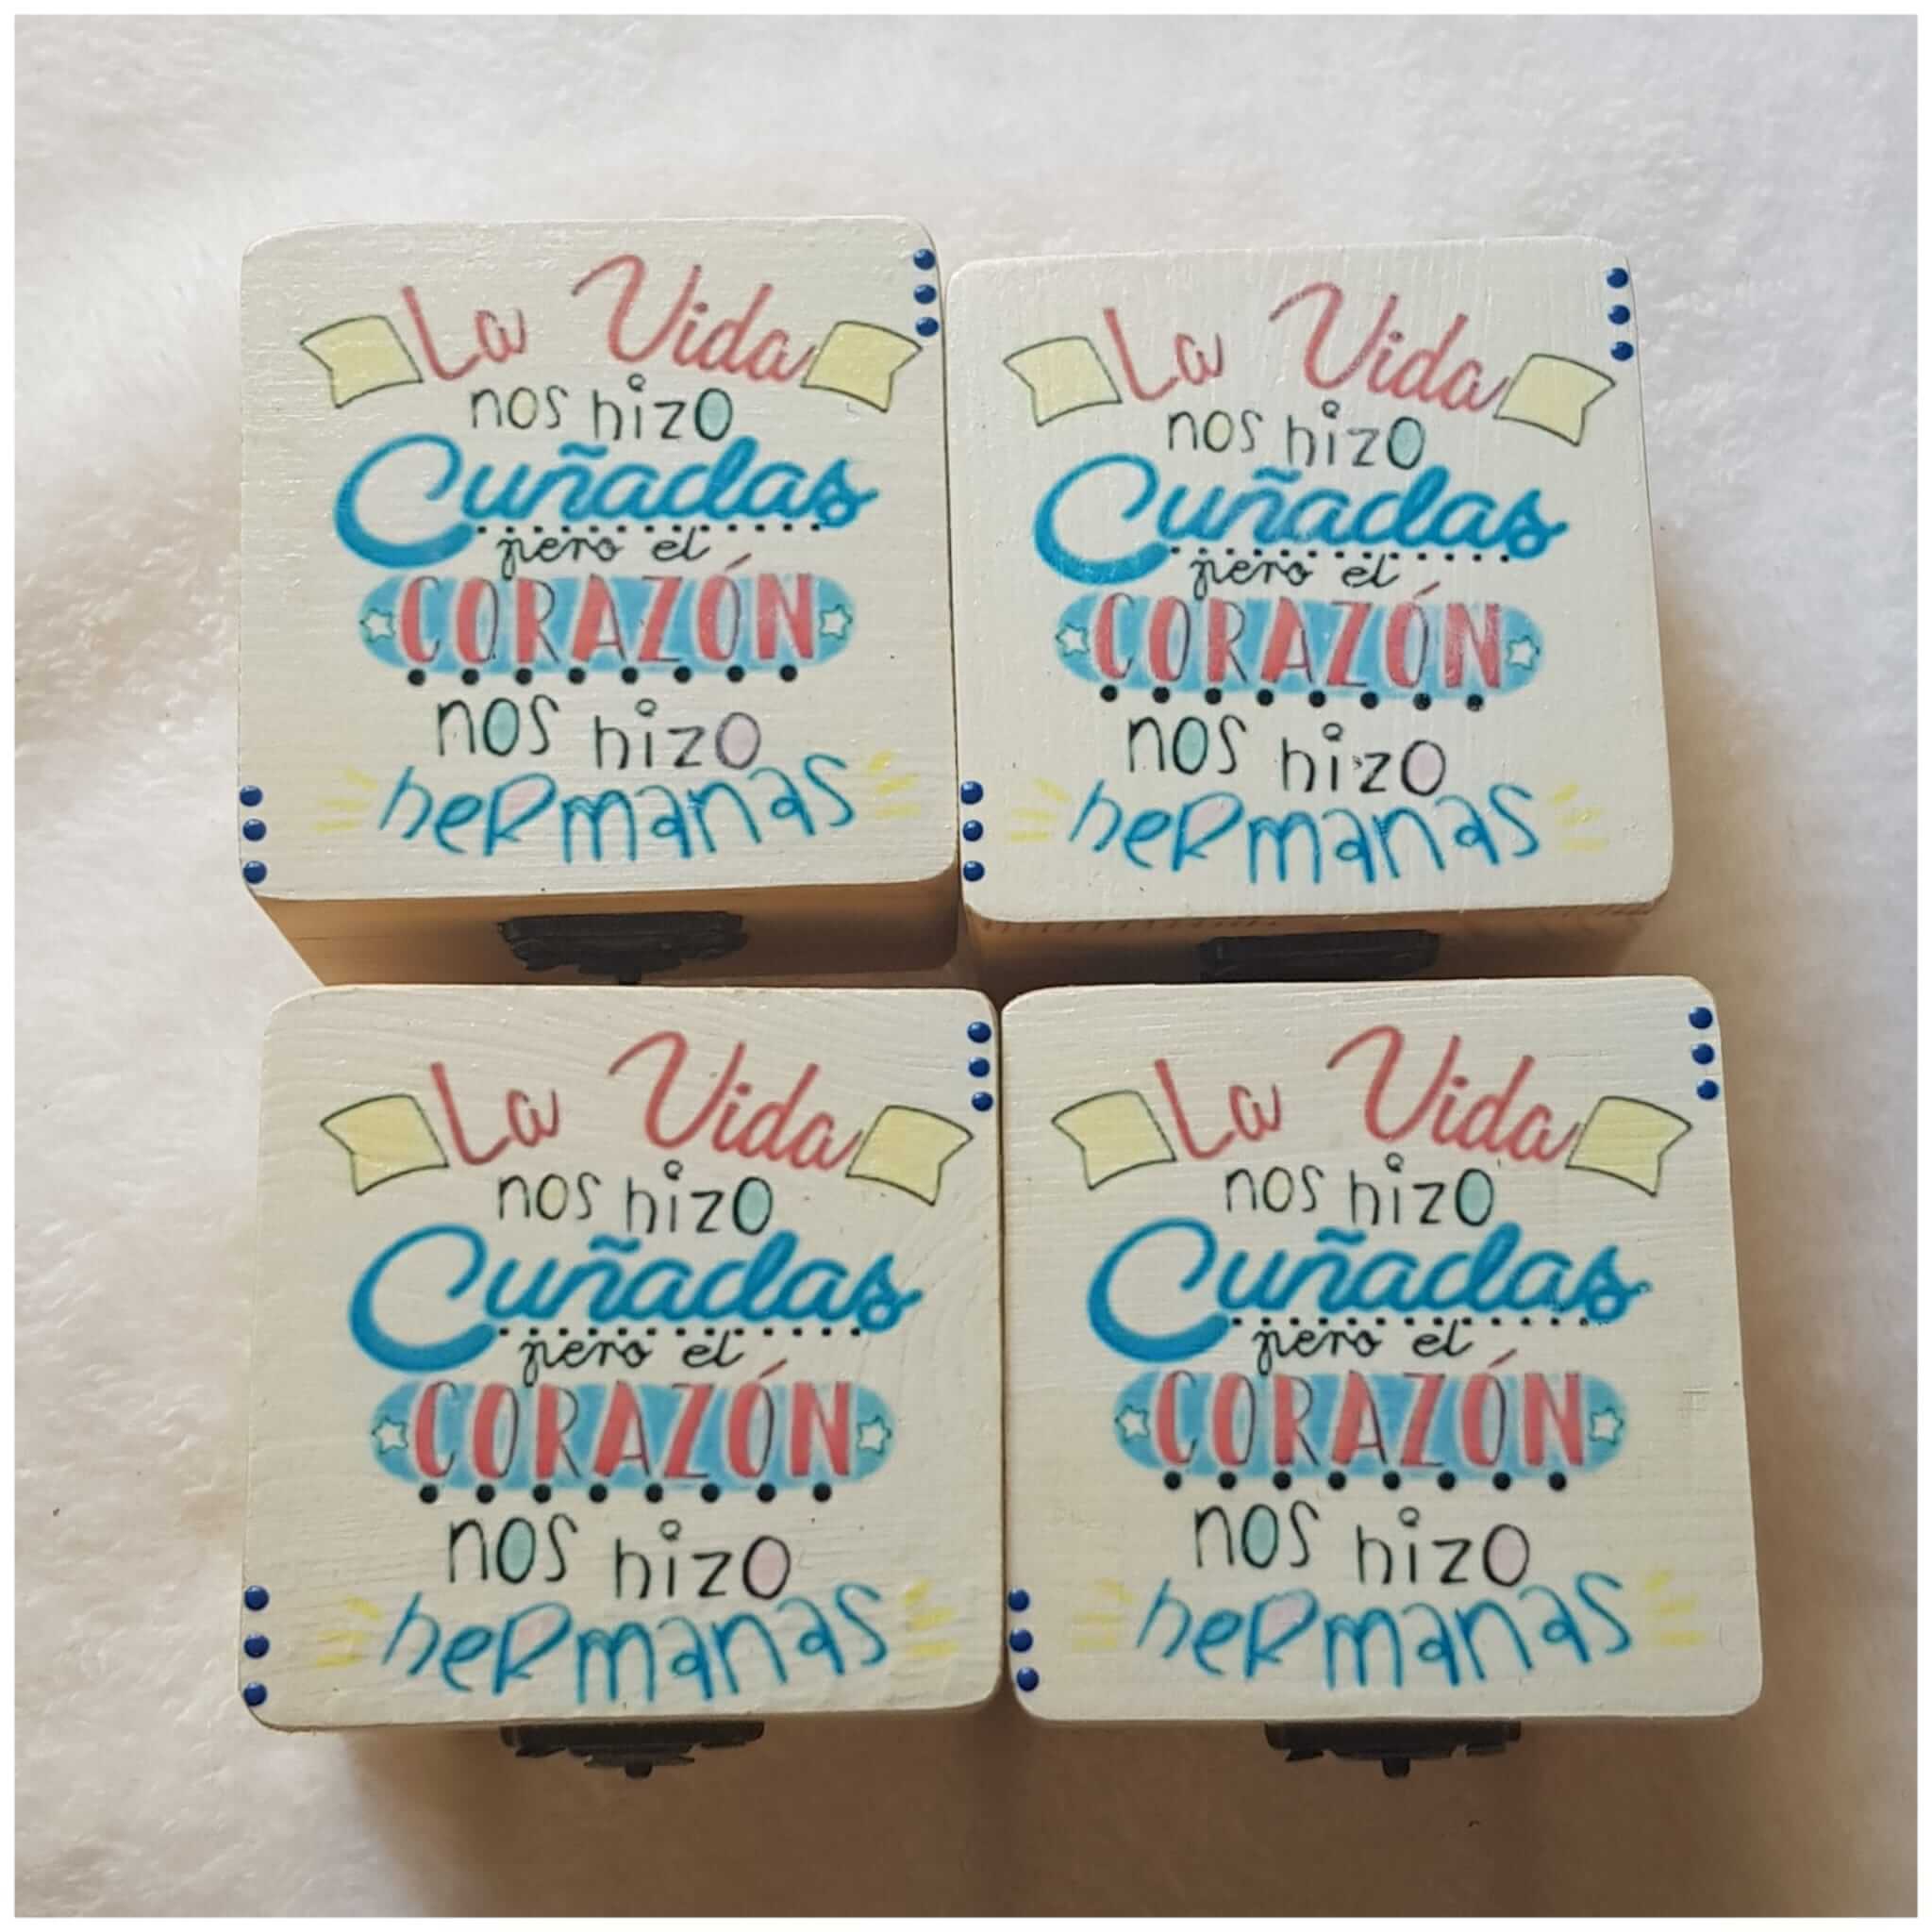 La Vida
nos hizo
Cuñadas
pero el
CORAZÓN
nos hizo
hermanas
La Vida
nos hizo
Cuñadas
pero el
CORAZÓN
nos hizo
hermanas
La Vida
nos hizo
Cuñadas
pero el
CORAZÓN
nos hizo
hermanas
La Vida
nos hizo
Cuñadas
pero el
CORAZÓN
nos hizo
hermanas